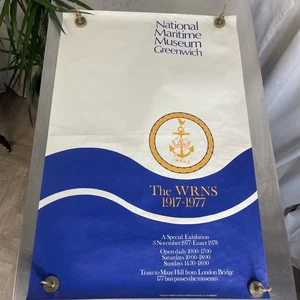 National
Maritime
Museum
Greenwich
The WRNS
1917-1977
A Special Exhibition
3 November 1977-Easter 1978
Open daily 10.00-17.00
Saturdays 10.00-18.00
Sundays 14.30-18.00
Train to Maze Hill from London Bridge
177 bus passes the museum